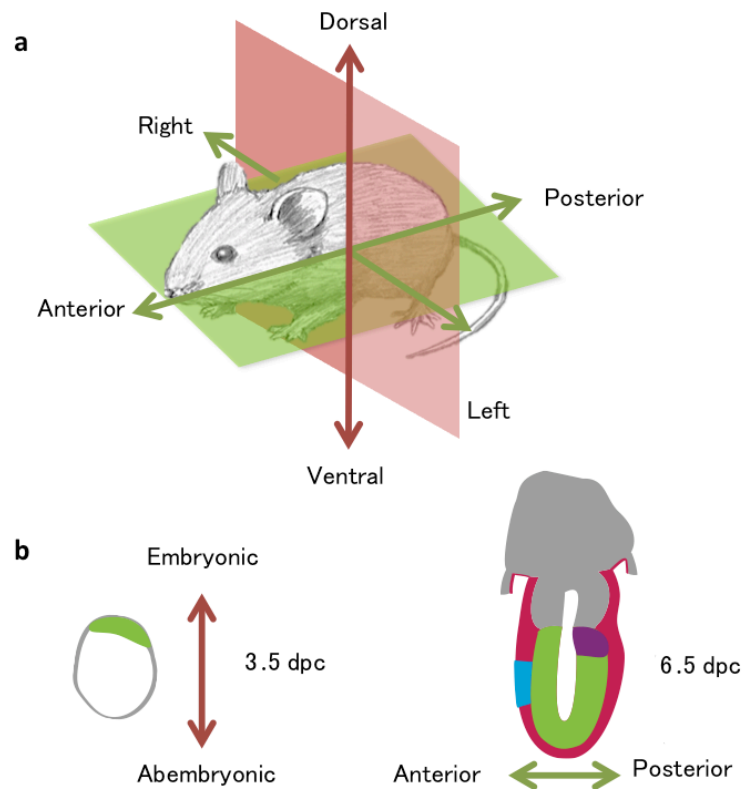 a
Dorsal
Right
Posterior
Anterior
Left
Ventral
b
Embryonic
3.5 dpc
6.5 dpc
Abembryonic
Anterior
Posterior